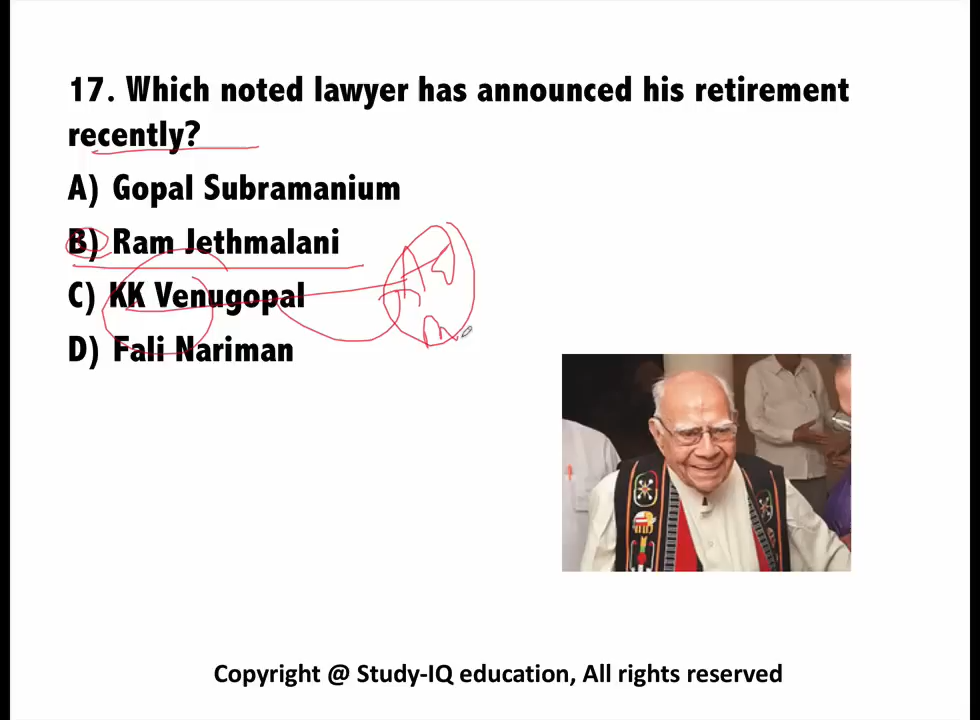 17. Which noted lawyer has announced his retirement
recently?
A) Gopal Subramanium
B) Ram Jethmalani
C) KK Venugopal
D) Fali Nariman
Copyright @ Study-IQ education, All rights reserved